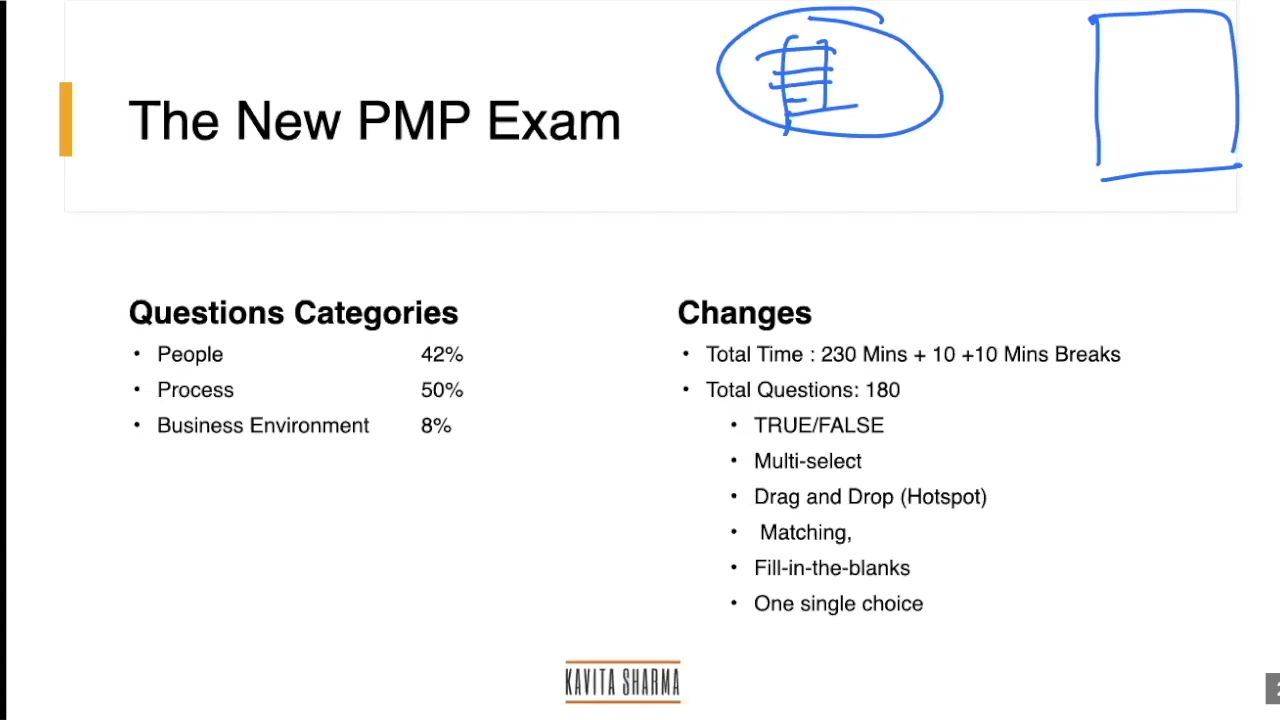 The New PMP Exam
Questions Categories
• People 42%
• Process 50%
• Business Environment 8%
Changes
• Total Time : 230 Mins + 10 +10 Mins Breaks
• Total Questions: 180
• TRUE/FALSE
• Multi-select
• Drag and Drop (Hotspot)
• Matching,
• Fill-in-the-blanks
• One single choice
KAVITA SHARMA